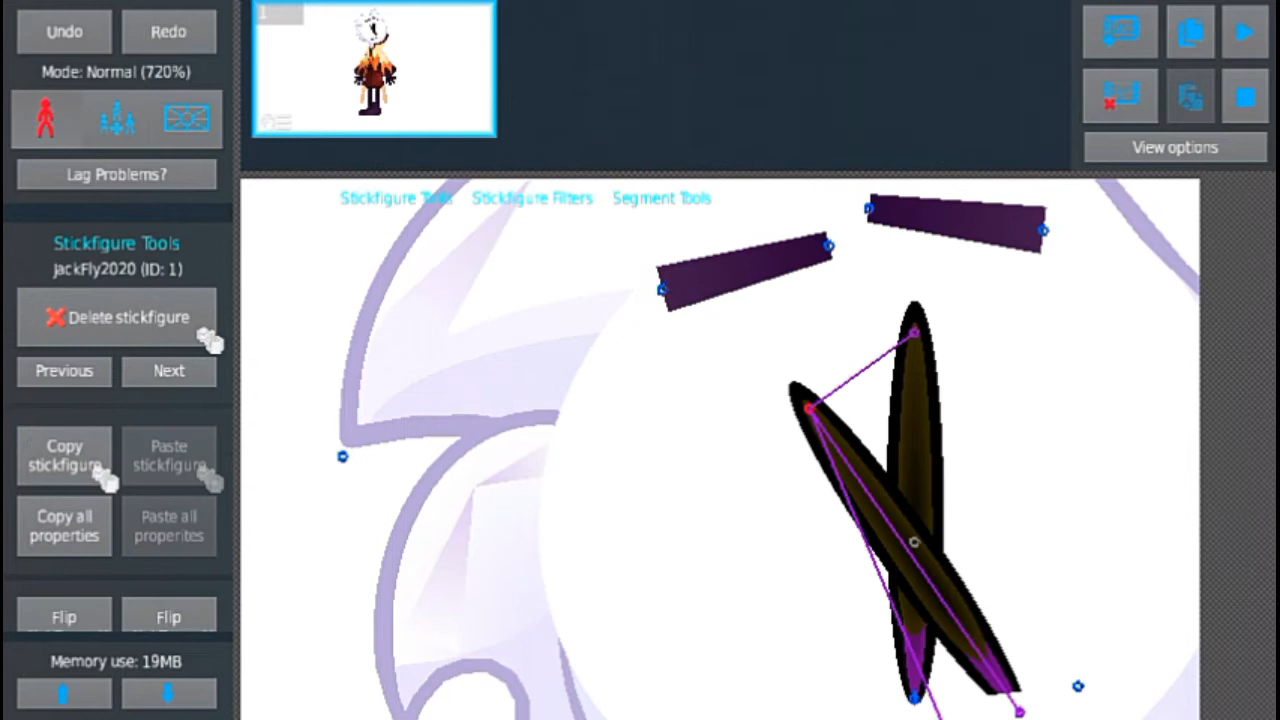 Undo Redo
1
Mode: Normal (720%)
Lag Problems?
View options
Stickfigure Tools Stickfigure Filters Segment Tools
Stickfigure Tools
JackFly2020 (ID: 1)
Delete stickfigure
Previous Next
Copy stickfigure
Paste stickfigure
Copy all properties
Paste all properites
Flip Flip
Memory use: 19MB